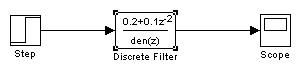 0.2+0.1z-2
den(z)
Step
Discrete Filter
Scope